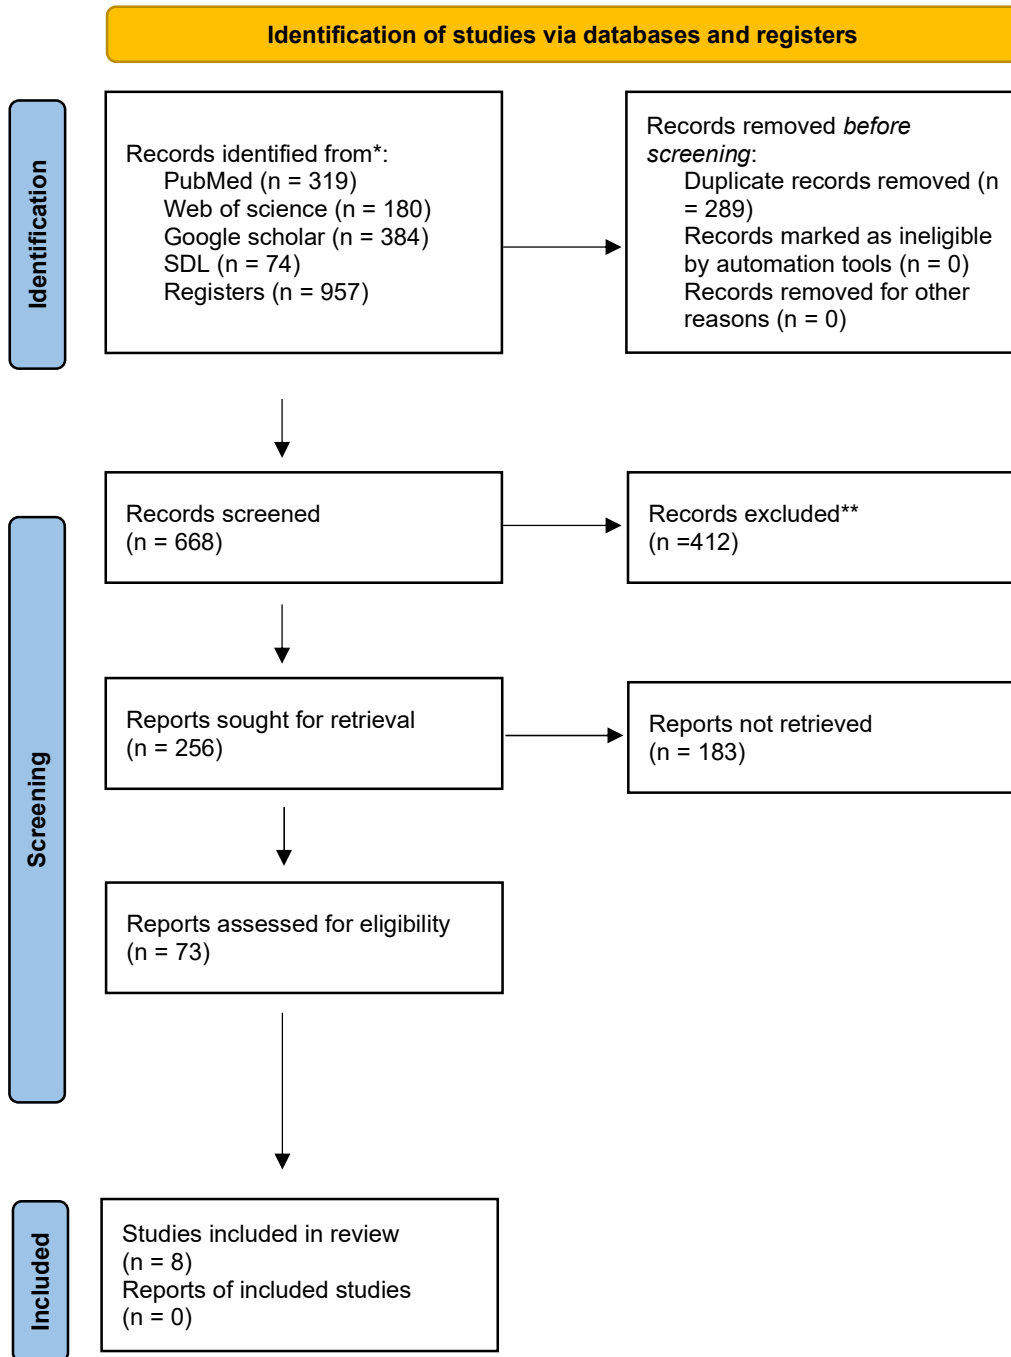 Identification of studies via databases and registers
Identification
Records identified from*:
PubMed (n = 319)
Web of science (n = 180)
Google scholar (n = 384)
SDL (n = 74)
Registers (n = 957)
Records removed before
screening:
Duplicate records removed (n
= 289)
Records marked as ineligible
by automation tools (n = 0)
Records removed for other
reasons (n = 0)
Screening
Records screened
(n = 668)
Records excluded**
(n =412)
Reports sought for retrieval
(n = 256)
Reports not retrieved
(n = 183)
Reports assessed for eligibility
(n = 73)
Included
Studies included in review
(n = 8)
Reports of included studies
(n = 0)